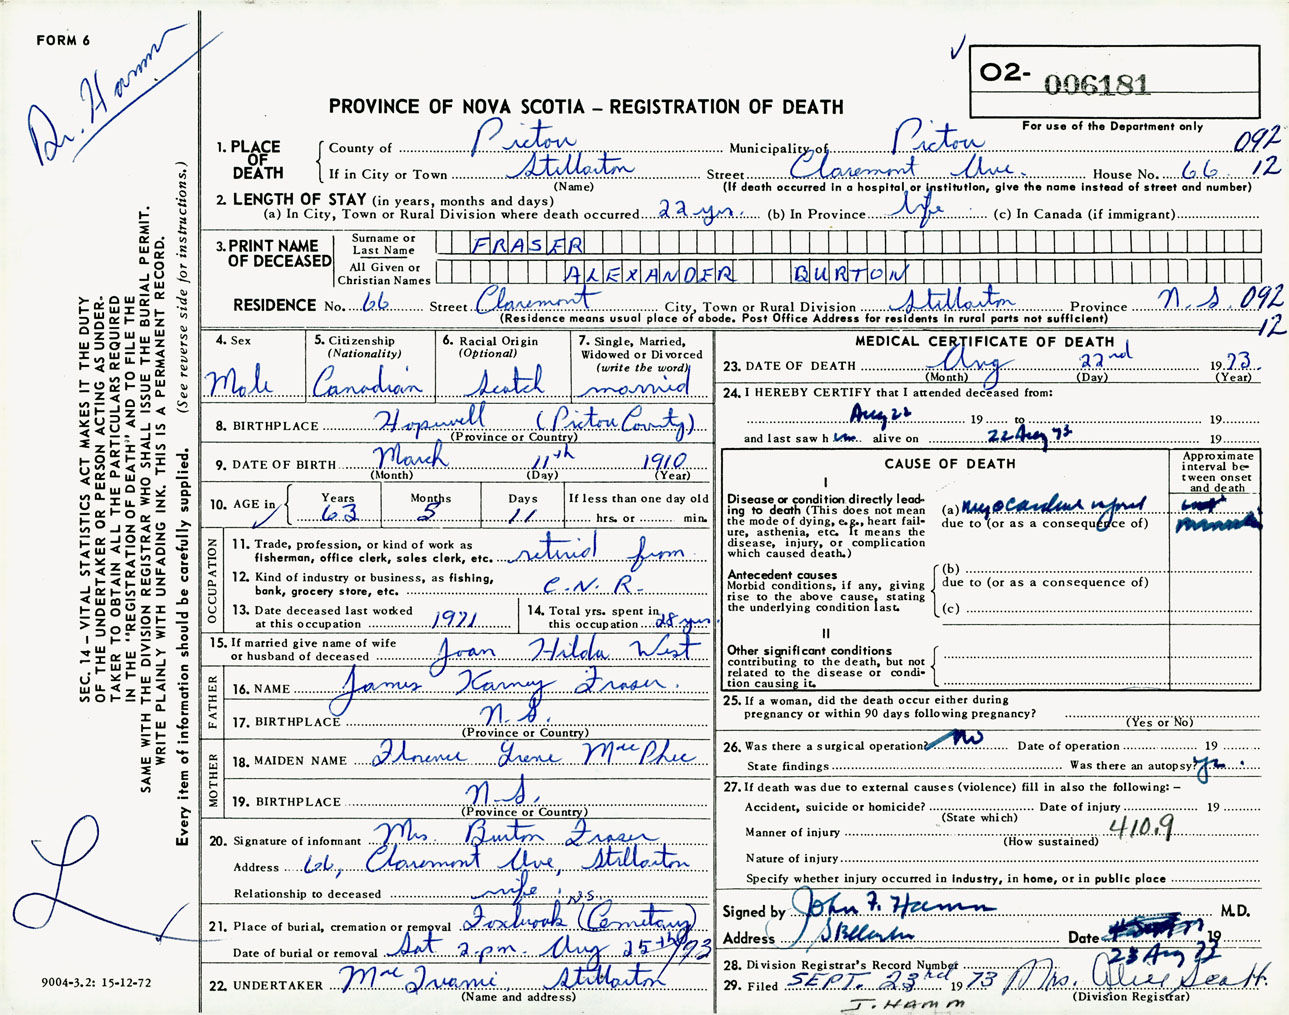 FORM 6
Dr. Hamm
O2- 006181
PROVINCE OF NOVA SCOTIA – REGISTRATION OF DEATH
For use of the Department only
1. PLACE OF DEATH
County of Pictou Municipality of Pictou 092
If in City or Town Stellarton Street Claremont Ave. House No. 66 12
(Name) (If death occurred in a hospital or institution, give the name instead of street and number)
2. LENGTH OF STAY (in years, months and days)
(a) In City, Town or Rural Division where death occurred 22 yrs. (b) In Province life (c) In Canada (if immigrant)
3. PRINT NAME OF DECEASED
Surname or Last Name FRASER
All Given or Christian Names ALEXANDER BURTON
RESIDENCE No. 66 Street Claremont City, Town or Rural Division Stellarton Province N.S. 092
(Residence means usual place of abode. Post Office Address for residents in rural parts not sufficient) 12
4. Sex
Male
5. Citizenship (Nationality)
Canadian
6. Racial Origin (Optional)
Scotch
7. Single, Married, Widowed or Divorced (write the word)
married
8. BIRTHPLACE Hopewell (Pictou County)
(Province or Country)
9. DATE OF BIRTH March 11th 1910
(Month) (Day) (Year)
10. AGE in Years 63 Months 5 Days 11 If less than one day old
hrs. or min.
OCCUPATION
11. Trade, profession, or kind of work as fisherman, office clerk, sales clerk, etc. retired from
12. Kind of industry or business, as fishing, bank, grocery store, etc. C.N.R.
13. Date deceased last worked at this occupation 1971
14. Total yrs. spent in this occupation 28 yrs.
15. If married give name of wife or husband of deceased Joan Hilda West
FATHER
16. NAME James Fraser.
17. BIRTHPLACE N.S.
(Province or Country)
MOTHER
18. MAIDEN NAME Florence Irene MacPhee
19. BIRTHPLACE N.S.
(Province or Country)
20. Signature of informant Mrs. Burton Fraser
Address 66, Claremont Ave, Stellarton
Relationship to deceased wife N.S.
21. Place of burial, cremation or removal Foxbrook (Cemetary)
Date of burial or removal Sat 2 p.m. Aug 25th/1973
22. UNDERTAKER Stellarton
(Name and address)
MEDICAL CERTIFICATE OF DEATH
23. DATE OF DEATH Aug 22nd 1973.
(Month) (Day) (Year)
24. I HEREBY CERTIFY that I attended deceased from:
Aug 22 19 to 19
and last saw him alive on 22 Aug 73 19
CAUSE OF DEATH
Approximate interval between onset and death
I
Disease or condition directly leading to death (This does not mean the mode of dying, e.g., heart failure, asthenia, etc. It means the disease, injury, or complication which caused death.)
(a) myocardial infarct
due to (or as a consequence of)
Antecedent causes
Morbid conditions, if any, giving rise to the above cause, stating the underlying condition last.
(b)
due to (or as a consequence of)
(c)
II
Other significant conditions
contributing to the death, but not related to the disease or condition causing it.
25. If a woman, did the death occur either during pregnancy or within 90 days following pregnancy?
(Yes or No)
26. Was there a surgical operation? No Date of operation 19
State findings Was there an autopsy? yes
27. If death was due to external causes (violence) fill in also the following: –
Accident, suicide or homicide? Date of injury 19
(State which)
Manner of injury 410.9
(How sustained)
Nature of injury
Specify whether injury occurred in industry, in home, or in public place
Signed by John F. Hamm M.D.
Address Stellarton Date 19
23 Aug 73
28. Division Registrar's Record Number
29. Filed SEPT. 23rd 1973 Mrs. Alice Scott.
(Division Registrar)
J. HAMM
SEC. 14 – VITAL STATISTICS ACT MAKES IT THE DUTY
OF THE UNDERTAKER OR PERSON ACTING AS UNDER-
TAKER TO OBTAIN ALL THE PARTICULARS REQUIRED
IN THE "REGISTRATION OF DEATH" AND TO FILE THE
SAME WITH THE DIVISION REGISTRAR WHO SHALL ISSUE THE BURIAL PERMIT.
WRITE PLAINLY WITH UNFADING INK. THIS IS A PERMANENT RECORD.
Every item of information should be carefully supplied. (See reverse side for instructions.)
9004-3.2: 15-12-72